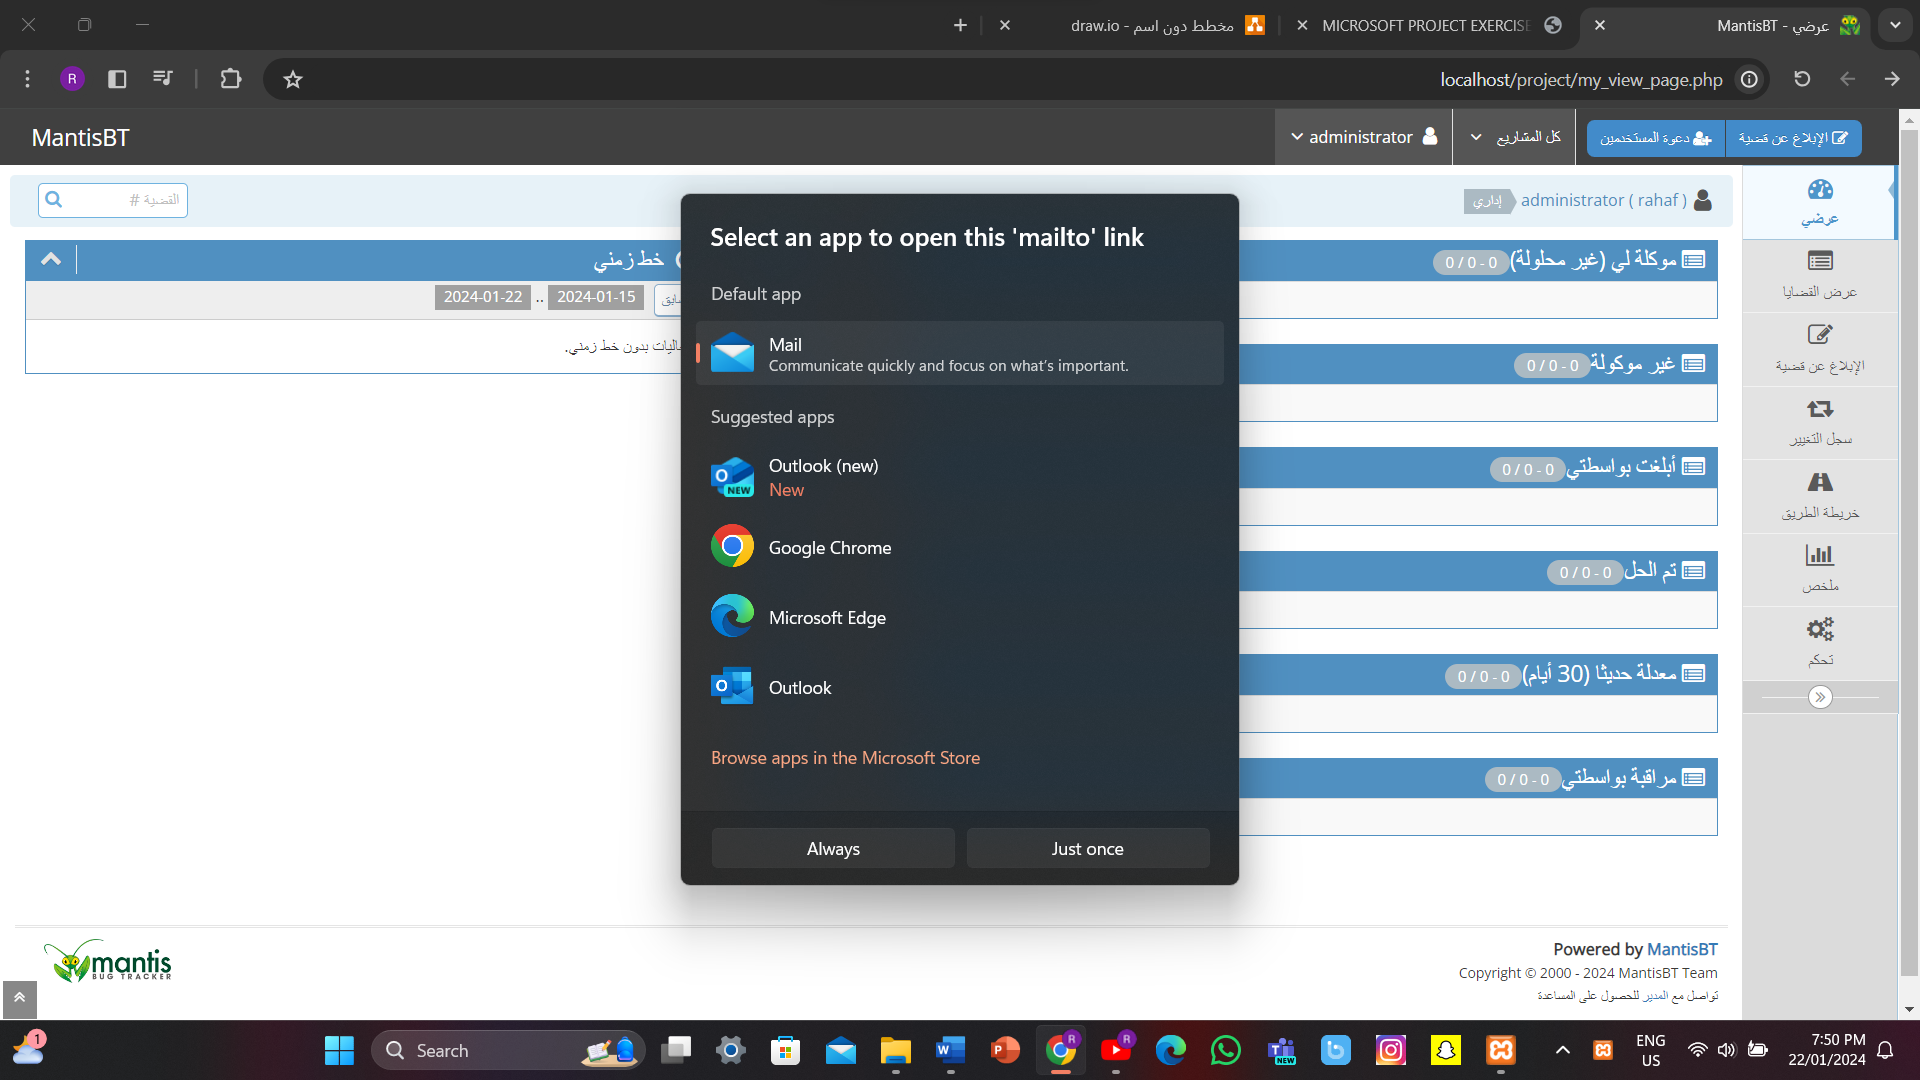 عرضي - MantisBT
MICROSOFT PROJECT EXERCISE
مخطط دون اسم - draw.io
R
localhost/project/my_view_page.php
MantisBT
administrator
كل المشاريع
دعوة المستخدمين
الإبلاغ عن قضية
القضية #
إداري
administrator ( rahaf )
خط زمني
2024-01-22 .. 2024-01-15
بدون خط زمني.
موكلة لي (غير محلولة)
0 / 0 - 0
غير موكولة
0 / 0 - 0
أبلغت بواسطتي
0 / 0 - 0
تم الحل
0 / 0 - 0
معدلة حديثا (30 أيام)
0 / 0 - 0
مراقبة بواسطتي
0 / 0 - 0
عرضي
عرض القضايا
الإبلاغ عن قضية
سجل التغيير
خريطة الطريق
ملخص
تحكم
Select an app to open this 'mailto' link
Default app
Mail
Communicate quickly and focus on what's important.
Suggested apps
Outlook (new)
New
Google Chrome
Microsoft Edge
Outlook
Browse apps in the Microsoft Store
Always
Just once
mantis
BUG TRACKER
Powered by MantisBT
Copyright © 2000 - 2024 MantisBT Team
تواصل مع المدير للحصول على المساعدة
1
Search
R
R
NEW
ENG
US
7:50 PM
22/01/2024